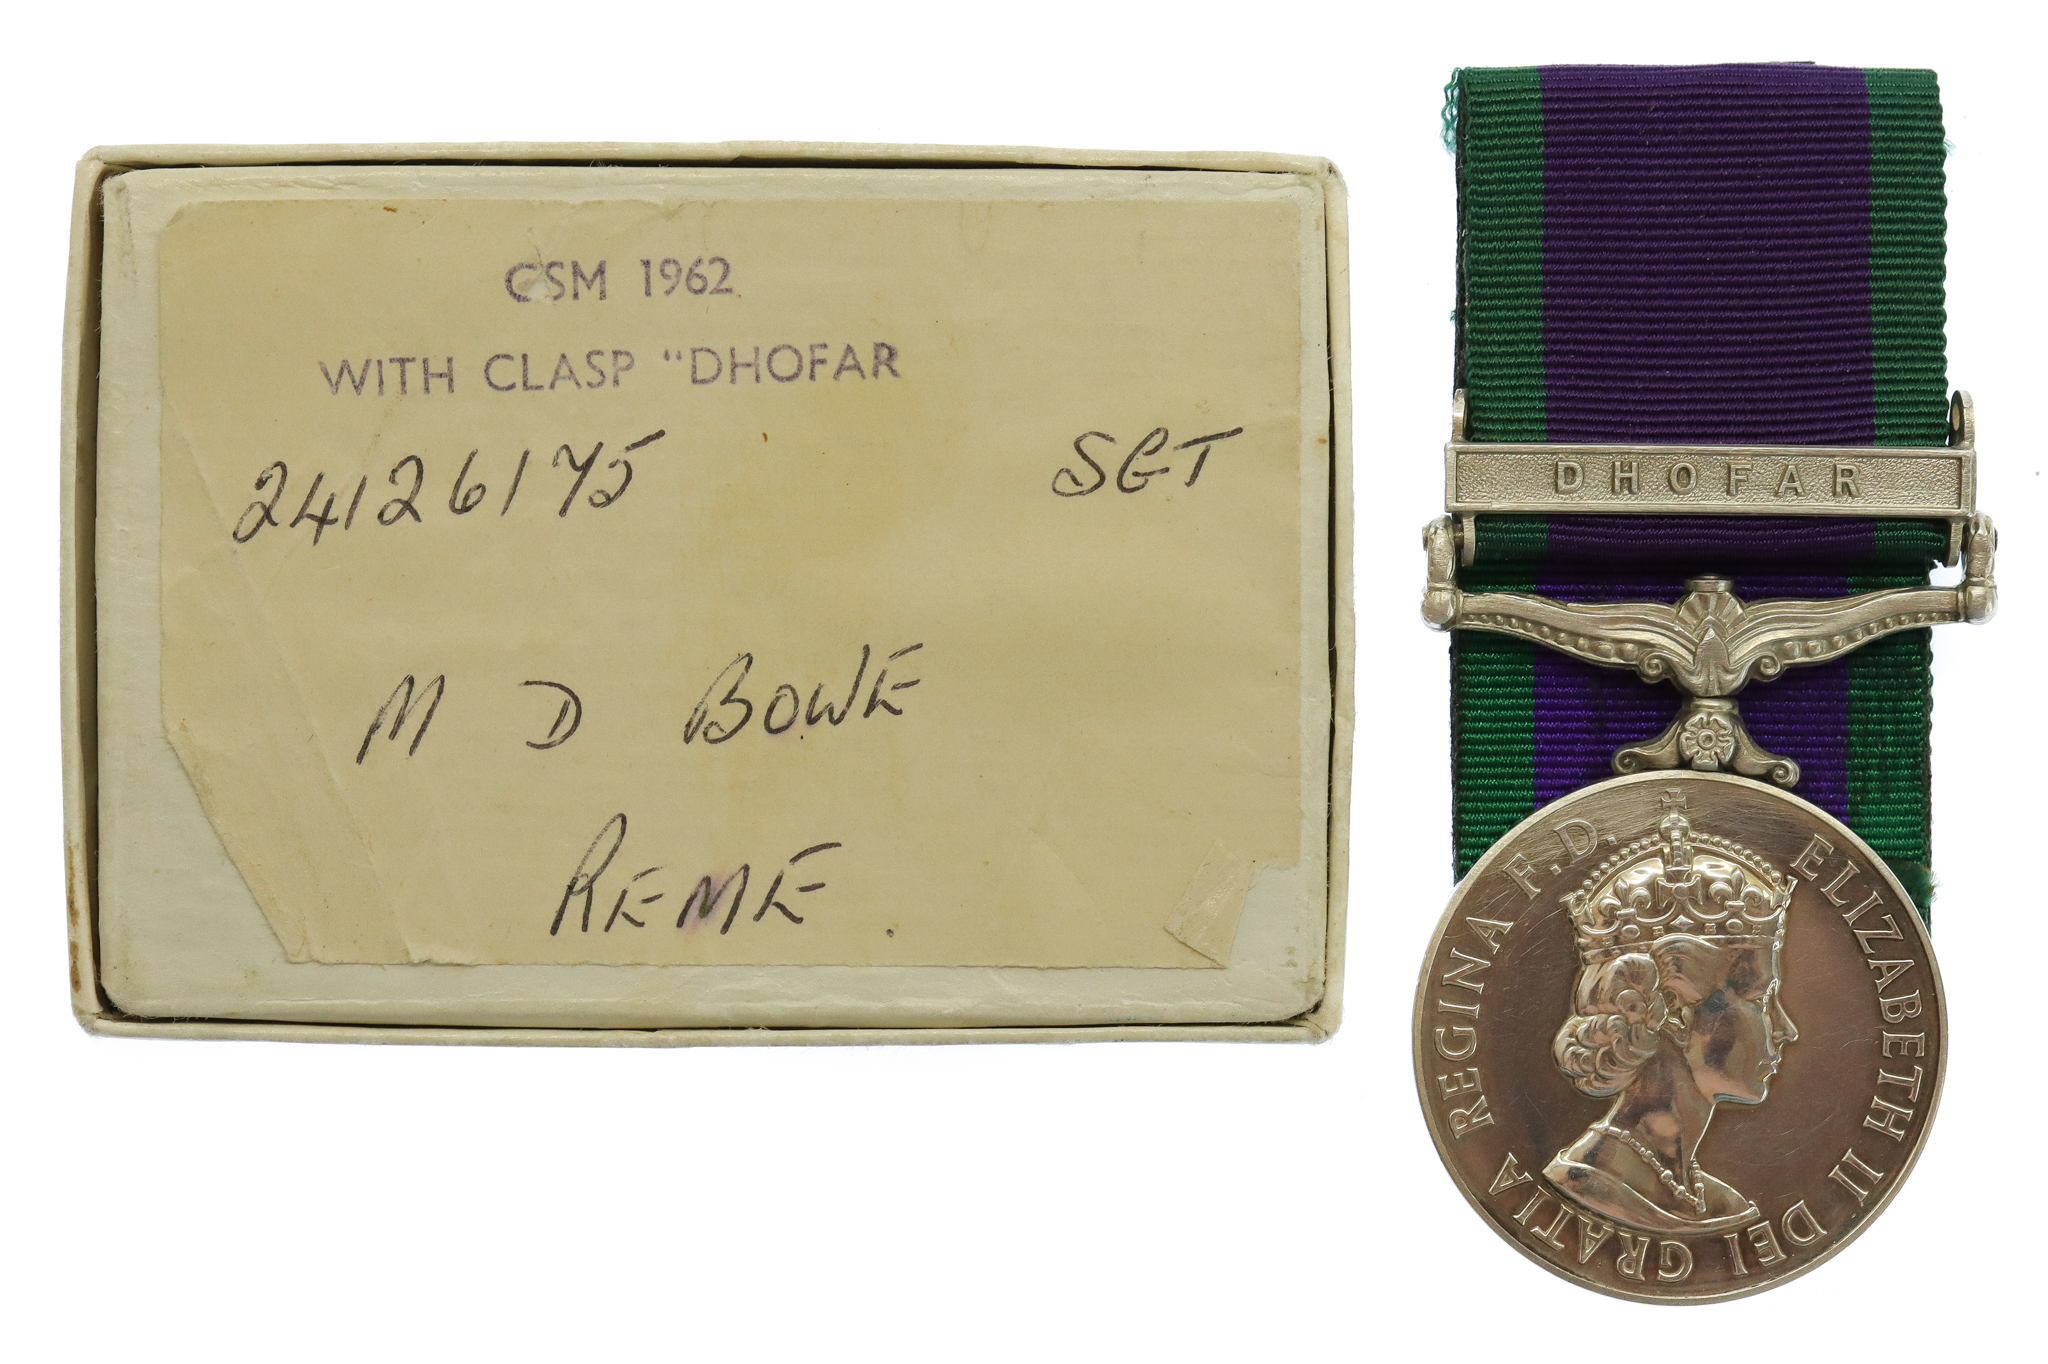 CSM 1962
WITH CLASP "DHOFAR
24126175 SGT
M D BOWE
REME.
DHOFAR
ELIZABETH II DEI GRATIA REGINA F.D.